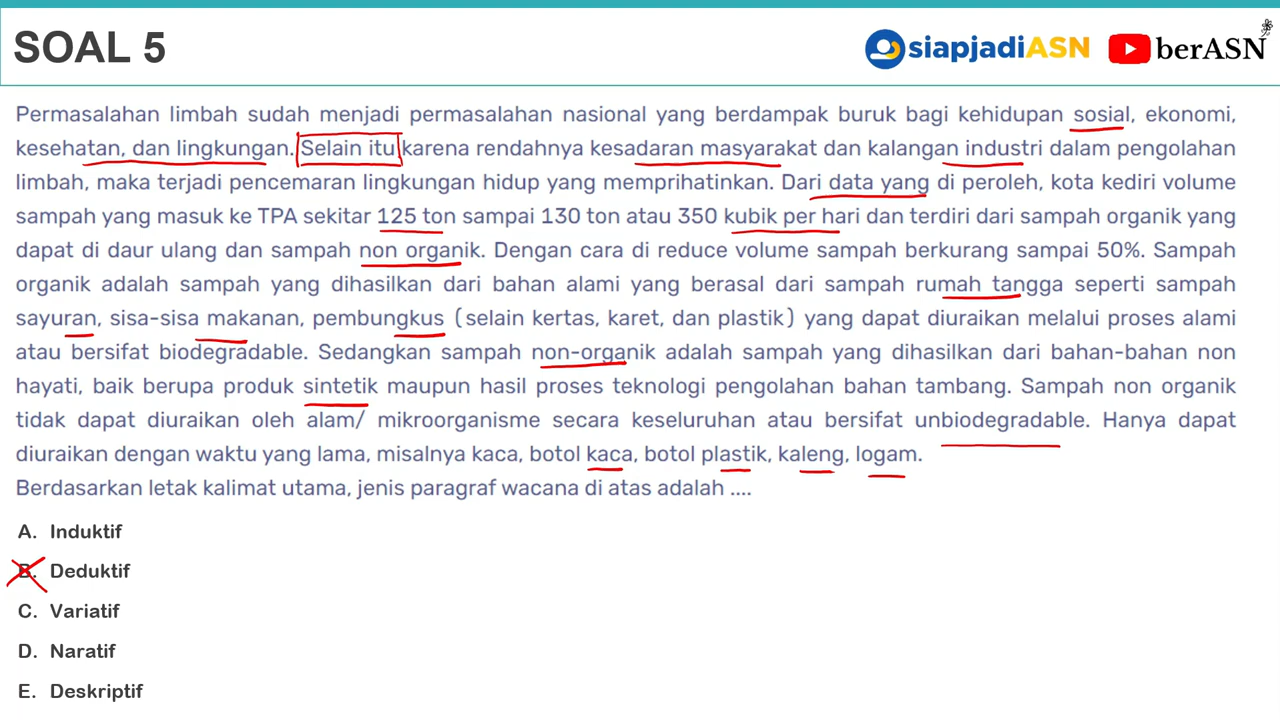 SOAL 5
siapjadiASN
berASN
Permasalahan limbah sudah menjadi permasalahan nasional yang berdampak buruk bagi kehidupan sosial, ekonomi,
kesehatan, dan lingkungan. Selain itu karena rendahnya kesadaran masyarakat dan kalangan industri dalam pengolahan
limbah, maka terjadi pencemaran lingkungan hidup yang memprihatinkan. Dari data yang di peroleh, kota kediri volume
sampah yang masuk ke TPA sekitar 125 ton sampai 130 ton atau 350 kubik per hari dan terdiri dari sampah organik yang
dapat di daur ulang dan sampah non organik. Dengan cara di reduce volume sampah berkurang sampai 50%. Sampah
organik adalah sampah yang dihasilkan dari bahan alami yang berasal dari sampah rumah tangga seperti sampah
sayuran, sisa-sisa makanan, pembungkus (selain kertas, karet, dan plastik) yang dapat diuraikan melalui proses alami
atau bersifat biodegradable. Sedangkan sampah non-organik adalah sampah yang dihasilkan dari bahan-bahan non
hayati, baik berupa produk sintetik maupun hasil proses teknologi pengolahan bahan tambang. Sampah non organik
tidak dapat diuraikan oleh alam/ mikroorganisme secara keseluruhan atau bersifat unbiodegradable. Hanya dapat
diuraikan dengan waktu yang lama, misalnya kaca, botol kaca, botol plastik, kaleng, logam.
Berdasarkan letak kalimat utama, jenis paragraf wacana di atas adalah ....
A. Induktif
B. Deduktif
C. Variatif
D. Naratif
E. Deskriptif